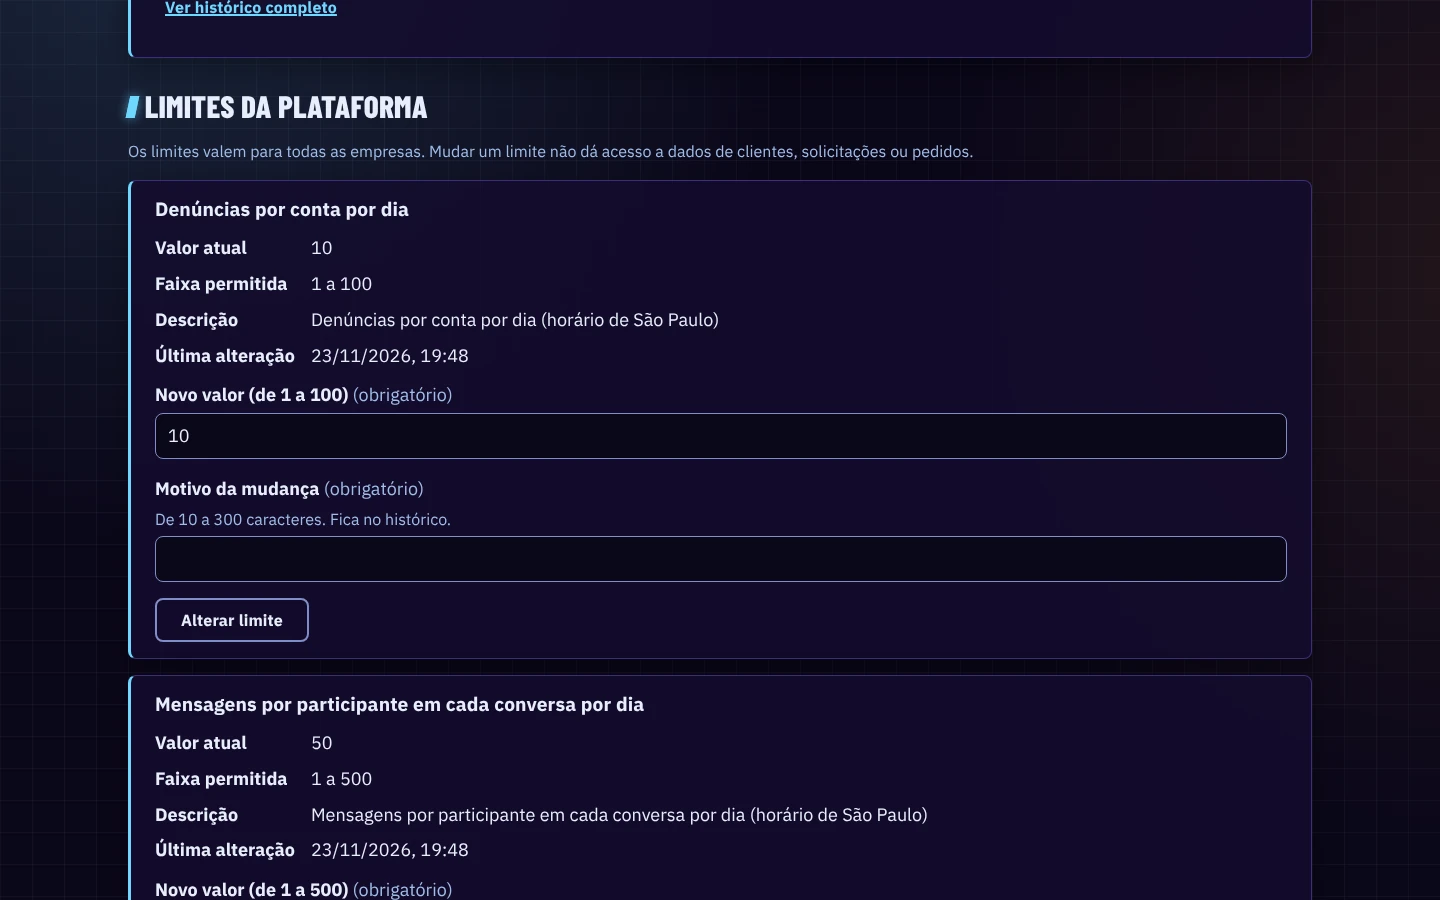 Ver histórico completo
LIMITES DA PLATAFORMA
Os limites valem para todas as empresas. Mudar um limite não dá acesso a dados de clientes, solicitações ou pedidos.
Denúncias por conta por dia
Valor atual 10
Faixa permitida 1 a 100
Descrição Denúncias por conta por dia (horário de São Paulo)
Última alteração 23/11/2026, 19:48
Novo valor (de 1 a 100) (obrigatório)
10
Motivo da mudança (obrigatório)
De 10 a 300 caracteres. Fica no histórico.
Alterar limite
Mensagens por participante em cada conversa por dia
Valor atual 50
Faixa permitida 1 a 500
Descrição Mensagens por participante em cada conversa por dia (horário de São Paulo)
Última alteração 23/11/2026, 19:48
Novo valor (de 1 a 500) (obrigatório)